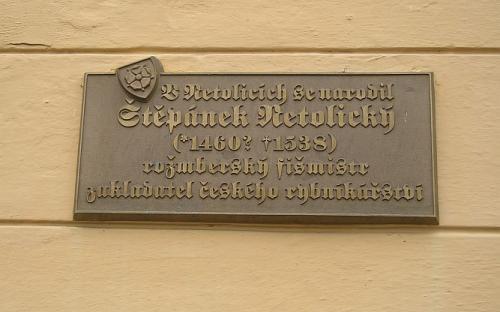 V Netolicích se narodil
Štěpánek Netolický
(*1460? †1538)
rožmberský fišmistr
zakladatel českého rybníkářství